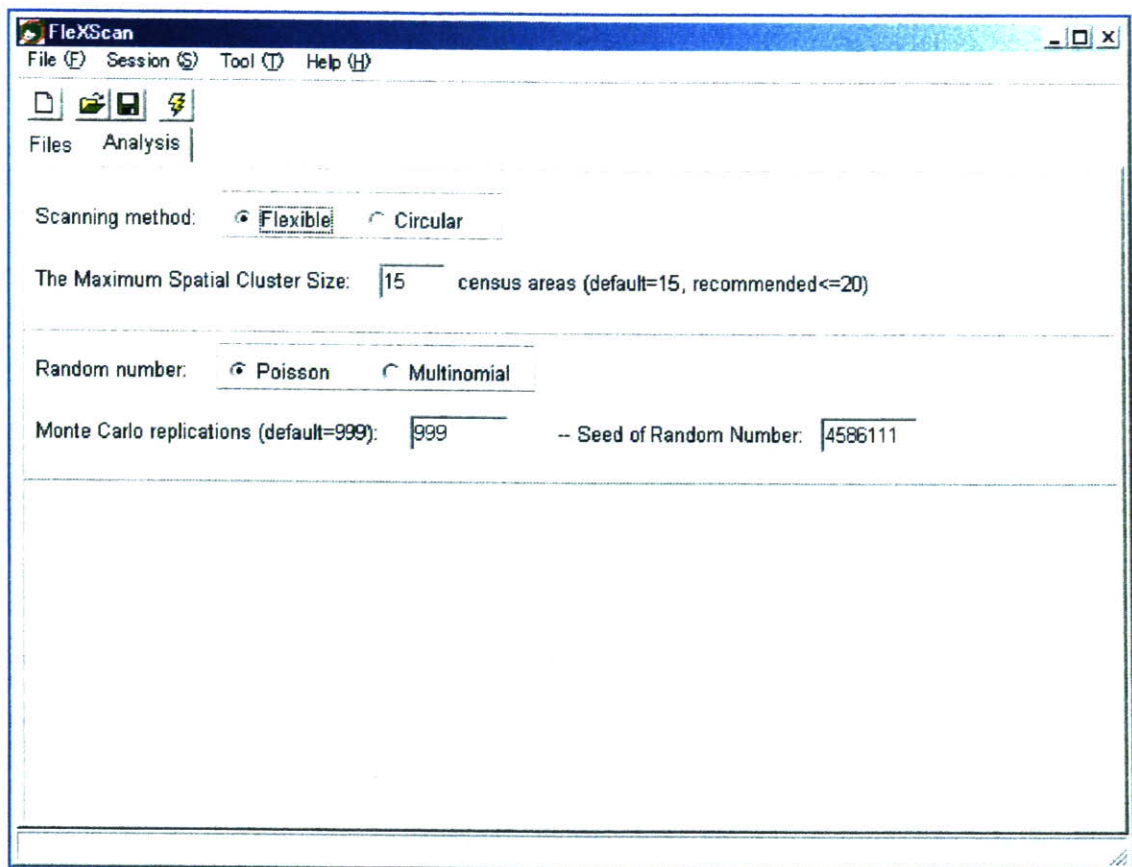 FleXScan
File (F) Session (S) Tool (T) Help (H)
Files Analysis
Scanning method: Flexible Circular
The Maximum Spatial Cluster Size: 15 census areas (default=15, recommended<=20)
Random number: Poisson Multinomial
Monte Carlo replications (default=999): 999 -- Seed of Random Number: 4586111